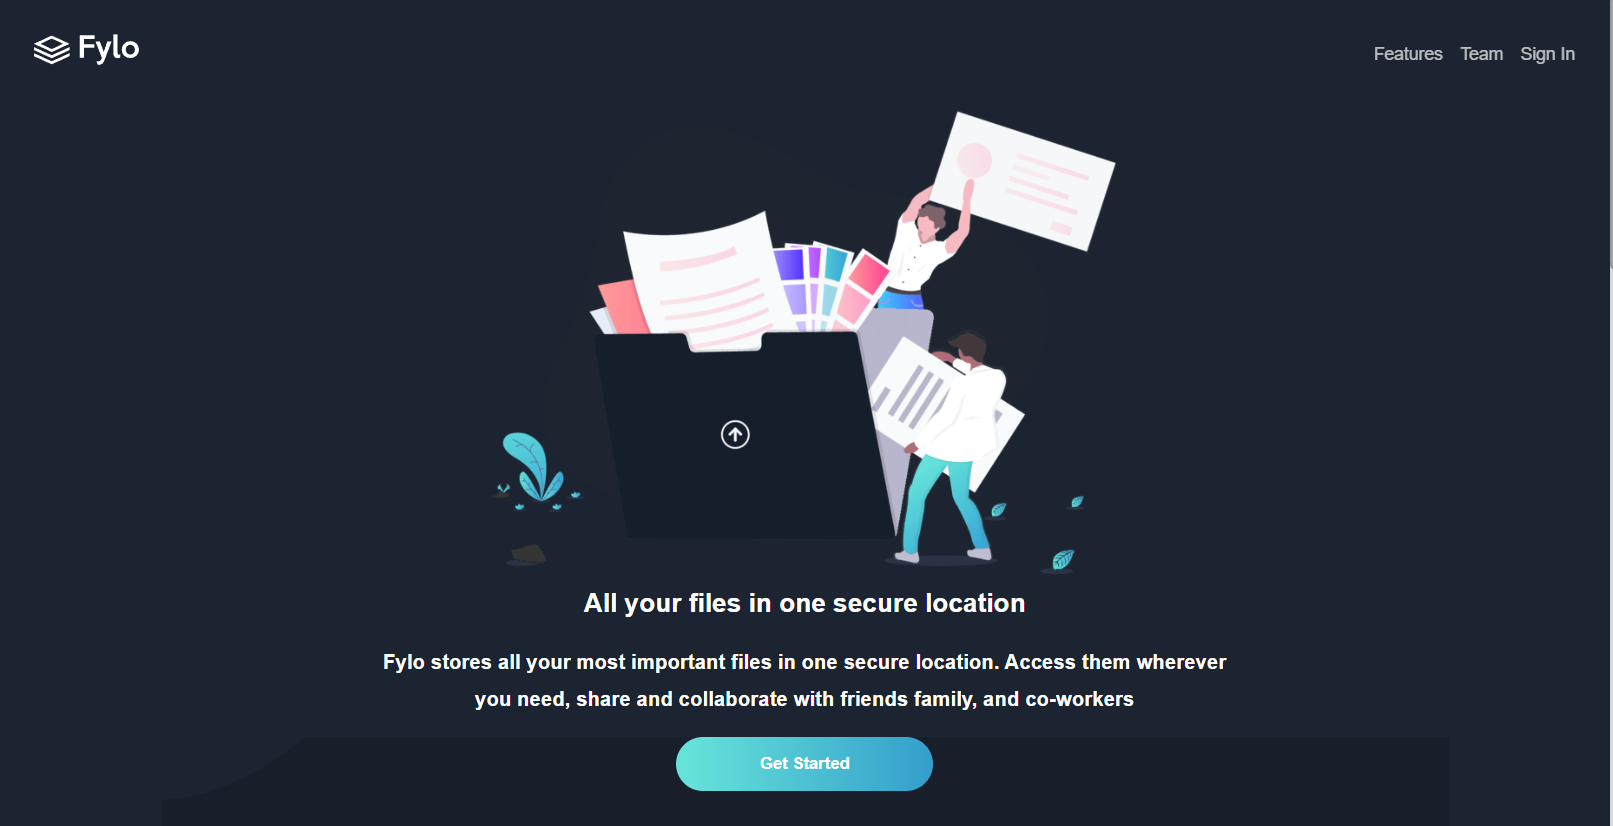 Fylo
Features Team Sign In
All your files in one secure location
Fylo stores all your most important files in one secure location. Access them wherever
you need, share and collaborate with friends family, and co-workers
Get Started